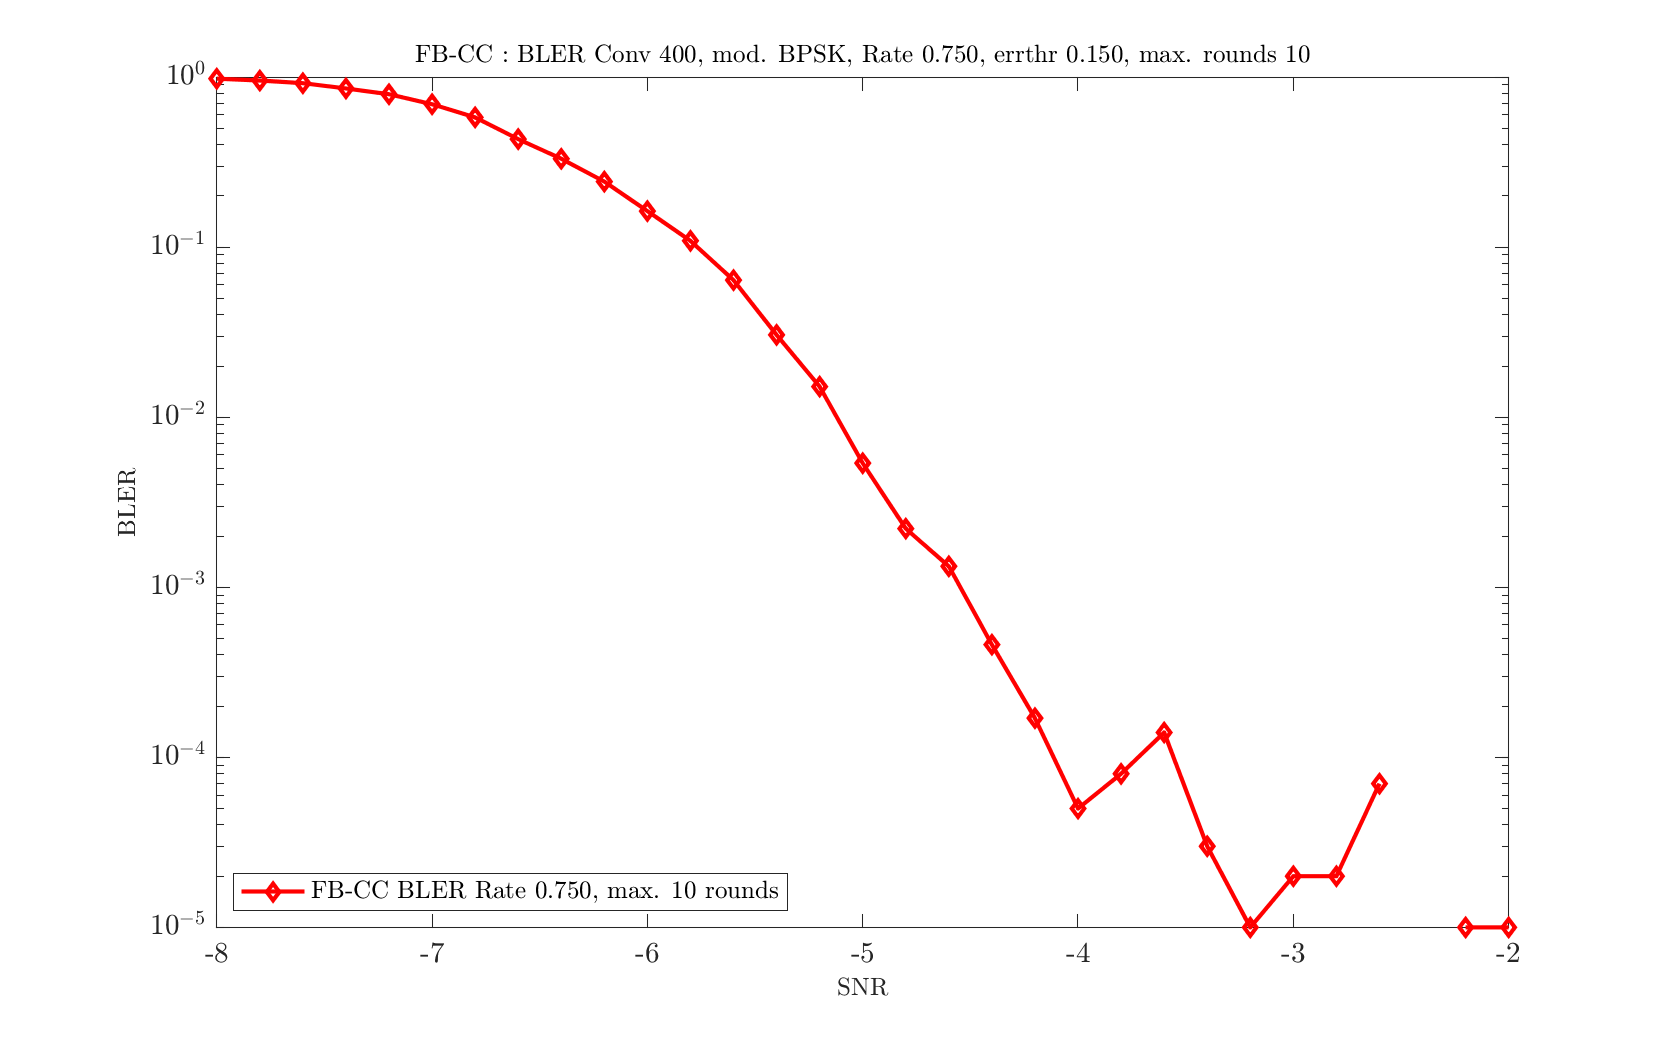 FB-CC : BLER Conv 400, mod. BPSK, Rate 0.750, errthr 0.150, max. rounds 10
10^0
10^-1
10^-2
10^-3
10^-4
10^-5
BLER
FB-CC BLER Rate 0.750, max. 10 rounds
-8 -7 -6 -5 -4 -3 -2
SNR